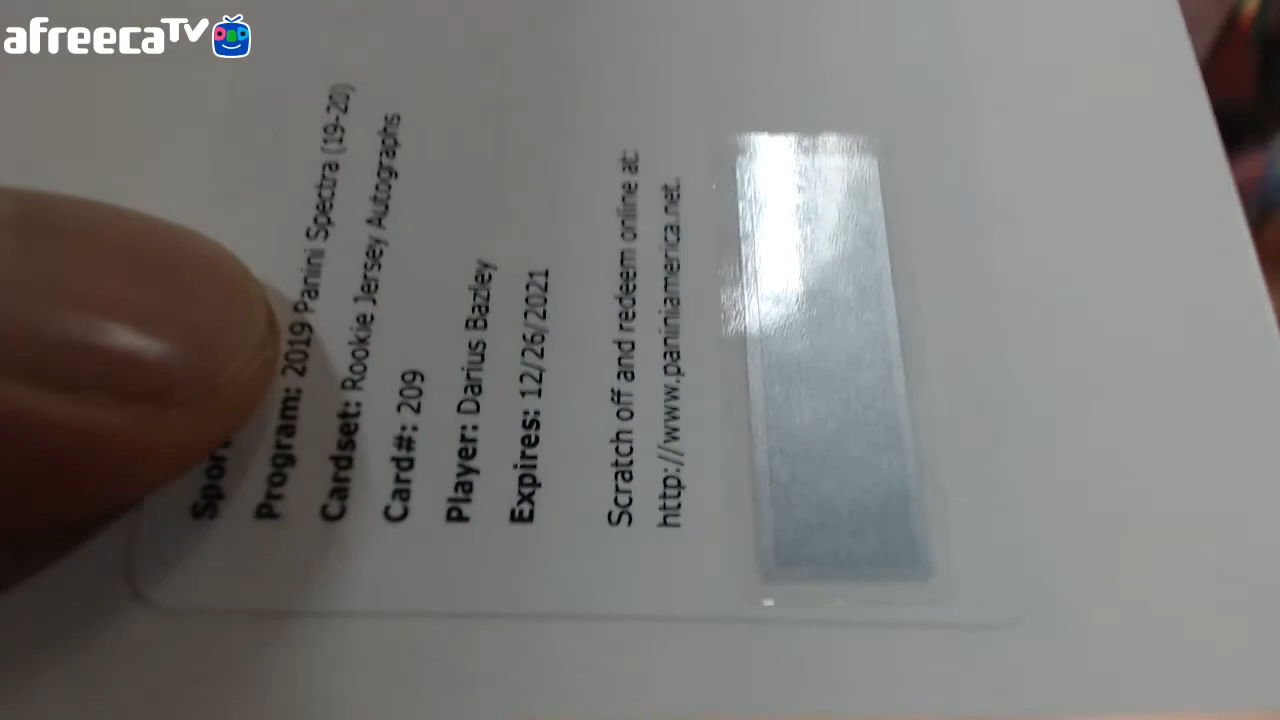 afreecaTV
Program: 2019 Panini Spectra (19-20)
Cardset: Rookie Jersey Autographs
Card#: 209
Player: Darius Bazley
Expires: 12/26/2021
Scratch off and redeem online at:
http://www.paniniamerica.net.